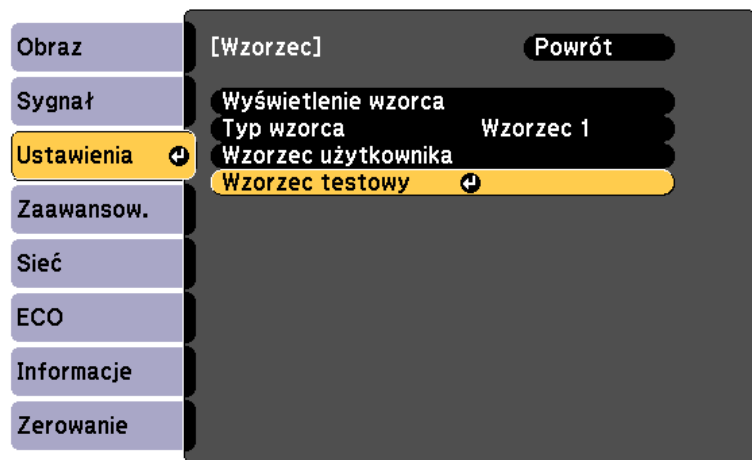 Obraz
Sygnał
Ustawienia
Zaawansow.
Sieć
ECO
Informacje
Zerowanie
[Wzorzec] Powrót
Wyświetlenie wzorca
Typ wzorca Wzorzec 1
Wzorzec użytkownika
Wzorzec testowy